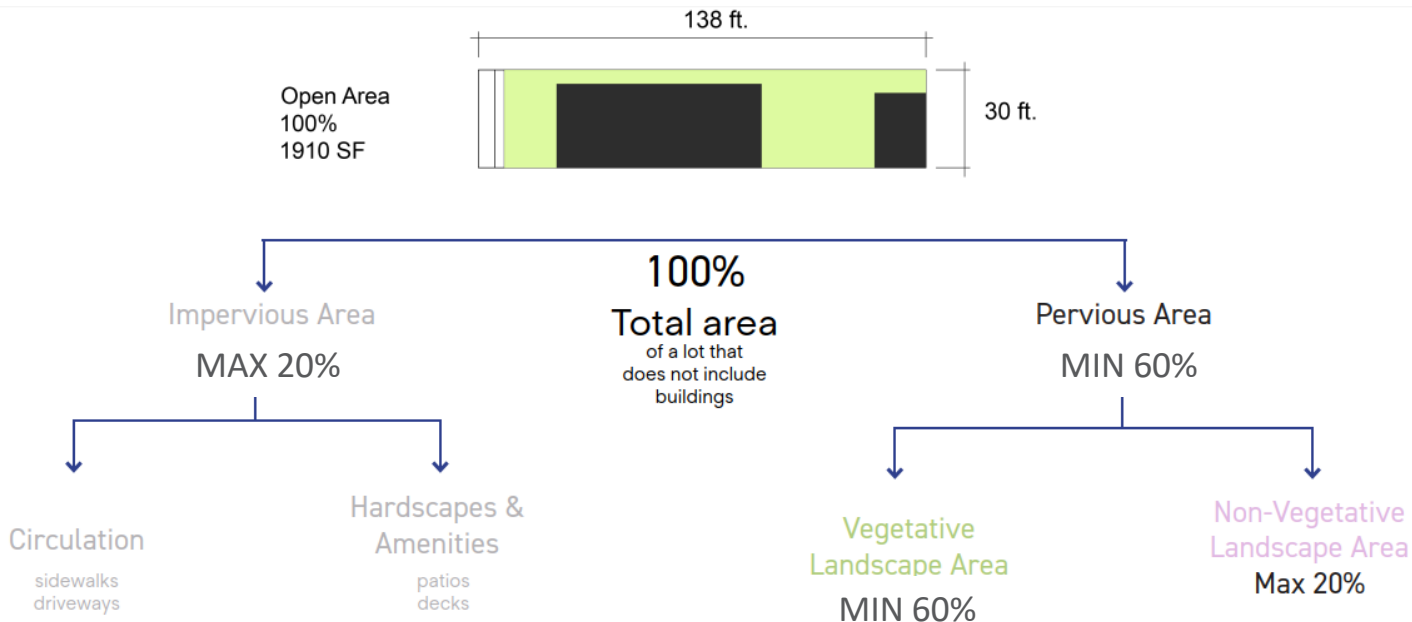 138 ft.
Open Area
100%
1910 SF
30 ft.
100%
Total area
of a lot that
does not include
buildings
Impervious Area
MAX 20%
Pervious Area
MIN 60%
Circulation
sidewalks
driveways
Hardscapes &
Amenities
patios
decks
Vegetative
Landscape Area
MIN 60%
Non-Vegetative
Landscape Area
Max 20%